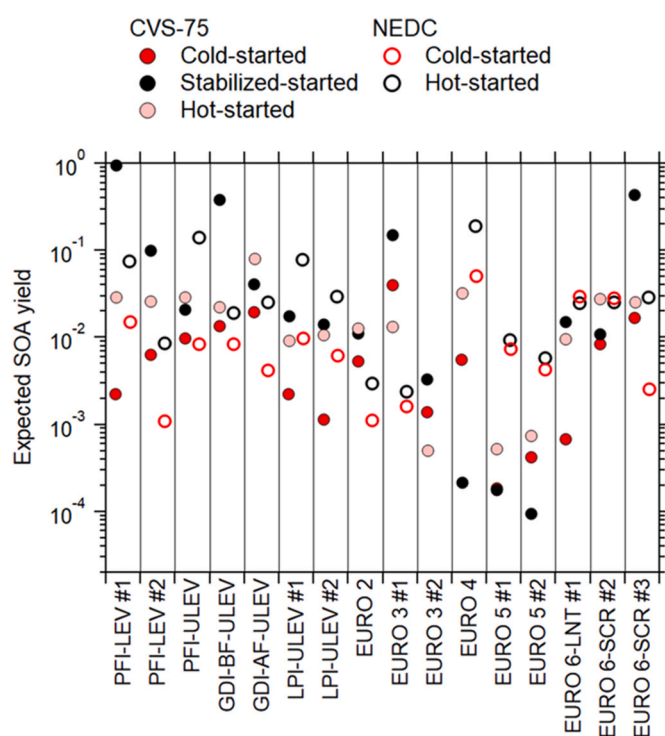 CVS-75
NEDC
Cold-started
Cold-started
Stabilized-started
Hot-started
Hot-started
Expected SOA yield
10⁰
10⁻¹
10⁻²
10⁻³
10⁻⁴
PFI-LEV #1
PFI-LEV #2
PFI-ULEV
GDI-BF-ULEV
GDI-AF-ULEV
LPI-ULEV #1
LPI-ULEV #2
EURO 2
EURO 3 #1
EURO 3 #2
EURO 4
EURO 5 #1
EURO 5 #2
EURO 6-LNT #1
EURO 6-SCR #2
EURO 6-SCR #3